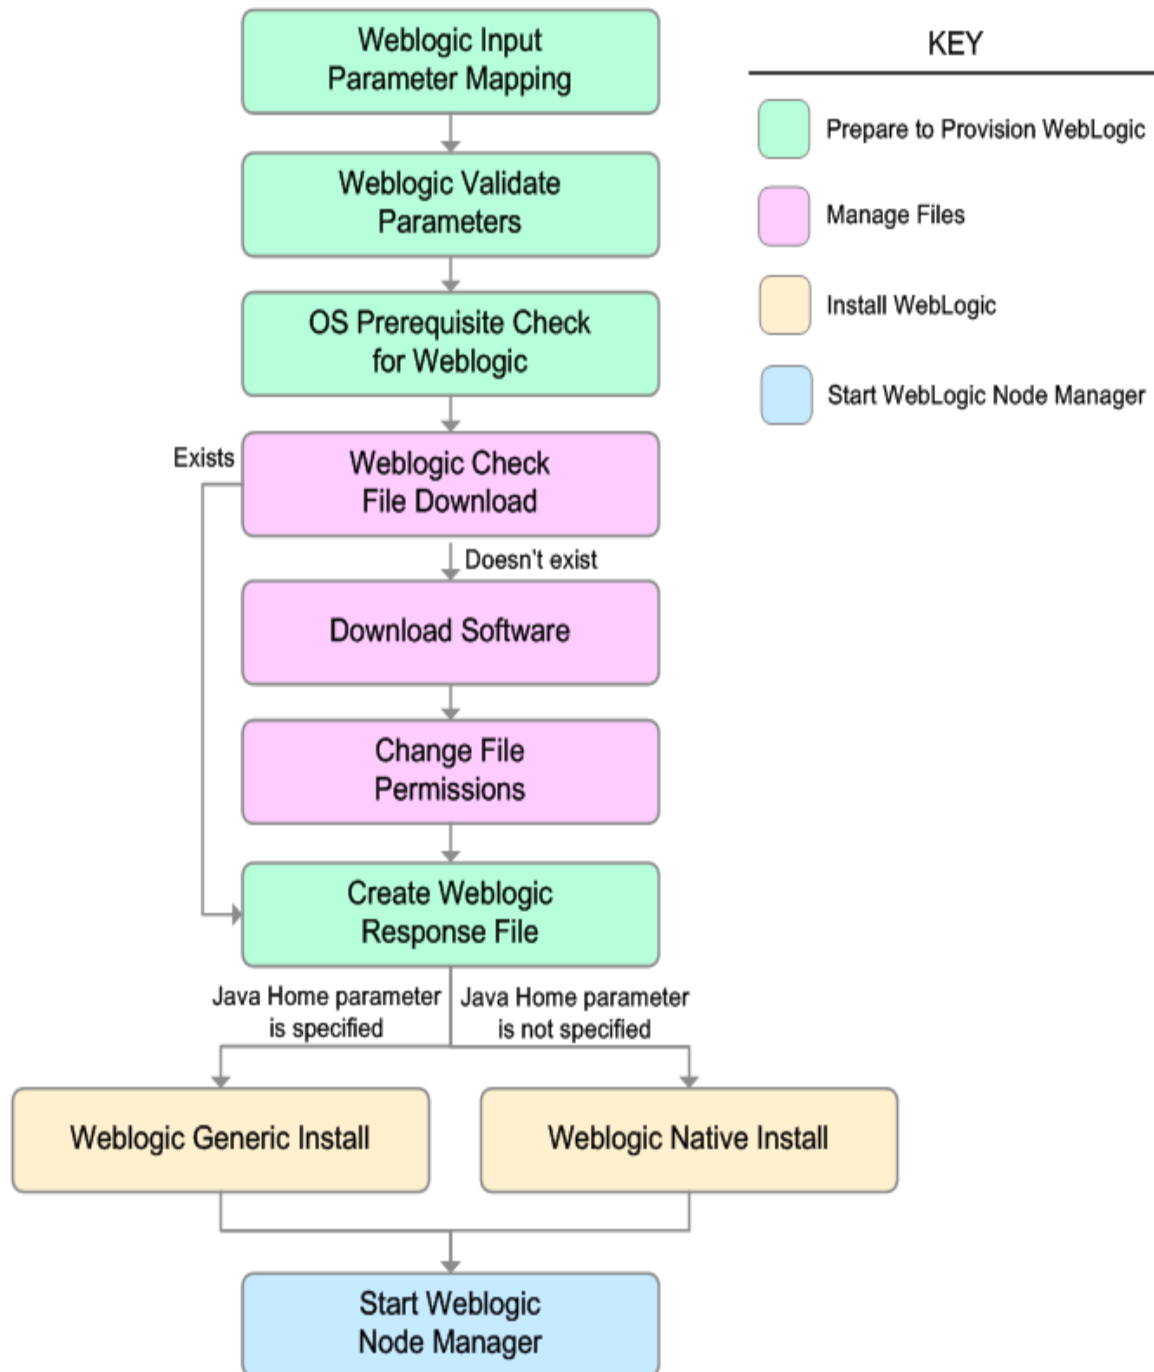 Weblogic Input
Parameter Mapping
Weblogic Validate
Parameters
OS Prerequisite Check
for Weblogic
Exists
Weblogic Check
File Download
Doesn't exist
Download Software
Change File
Permissions
Create Weblogic
Response File
Java Home parameter
is specified
Java Home parameter
is not specified
Weblogic Generic Install
Weblogic Native Install
Start Weblogic
Node Manager
KEY
Prepare to Provision WebLogic
Manage Files
Install WebLogic
Start WebLogic Node Manager